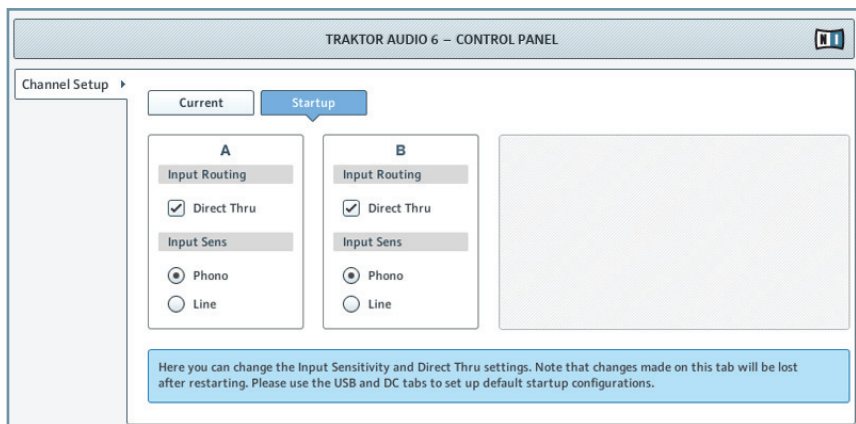 TRAKTOR AUDIO 6 – CONTROL PANEL
NI
Channel Setup
Current
Startup
A
Input Routing
Direct Thru
Input Sens
Phono
Line
B
Input Routing
Direct Thru
Input Sens
Phono
Line
Here you can change the Input Sensitivity and Direct Thru settings. Note that changes made on this tab will be lost
after restarting. Please use the USB and DC tabs to set up default startup configurations.